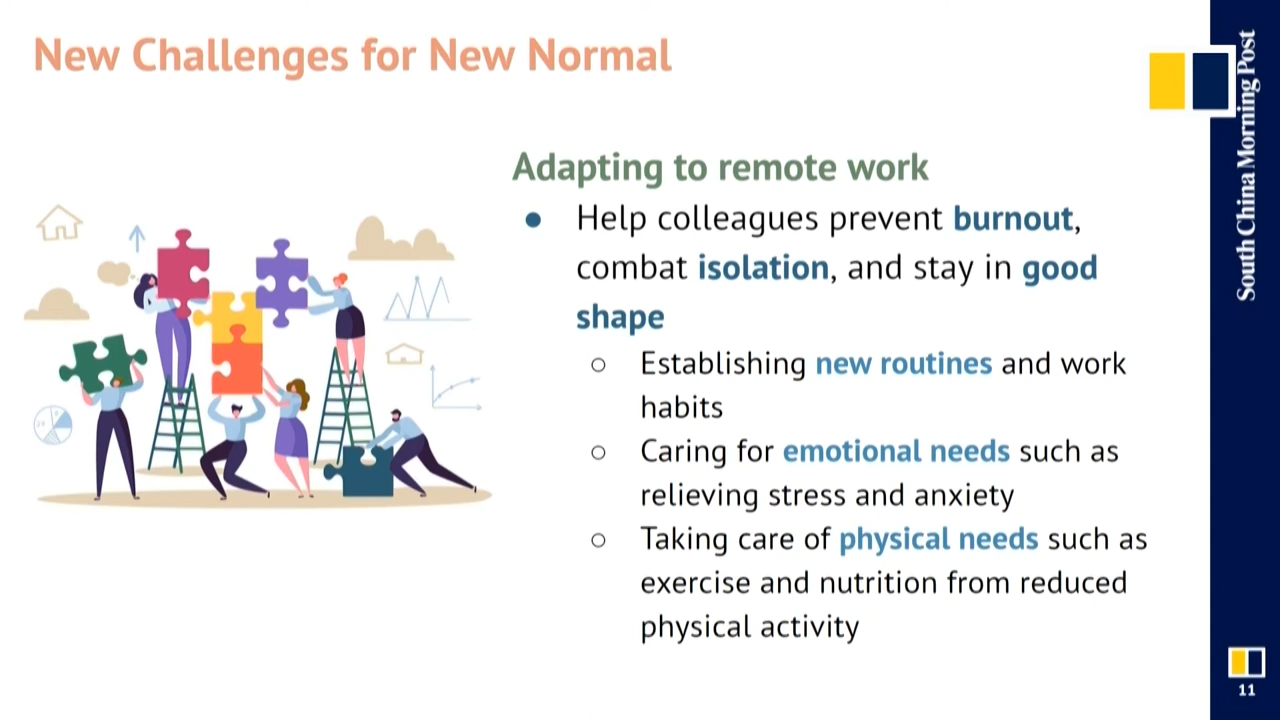 New Challenges for New Normal
South China Morning Post
Adapting to remote work
● Help colleagues prevent burnout,
combat isolation, and stay in good
shape
○ Establishing new routines and work
habits
○ Caring for emotional needs such as
relieving stress and anxiety
○ Taking care of physical needs such as
exercise and nutrition from reduced
physical activity
11